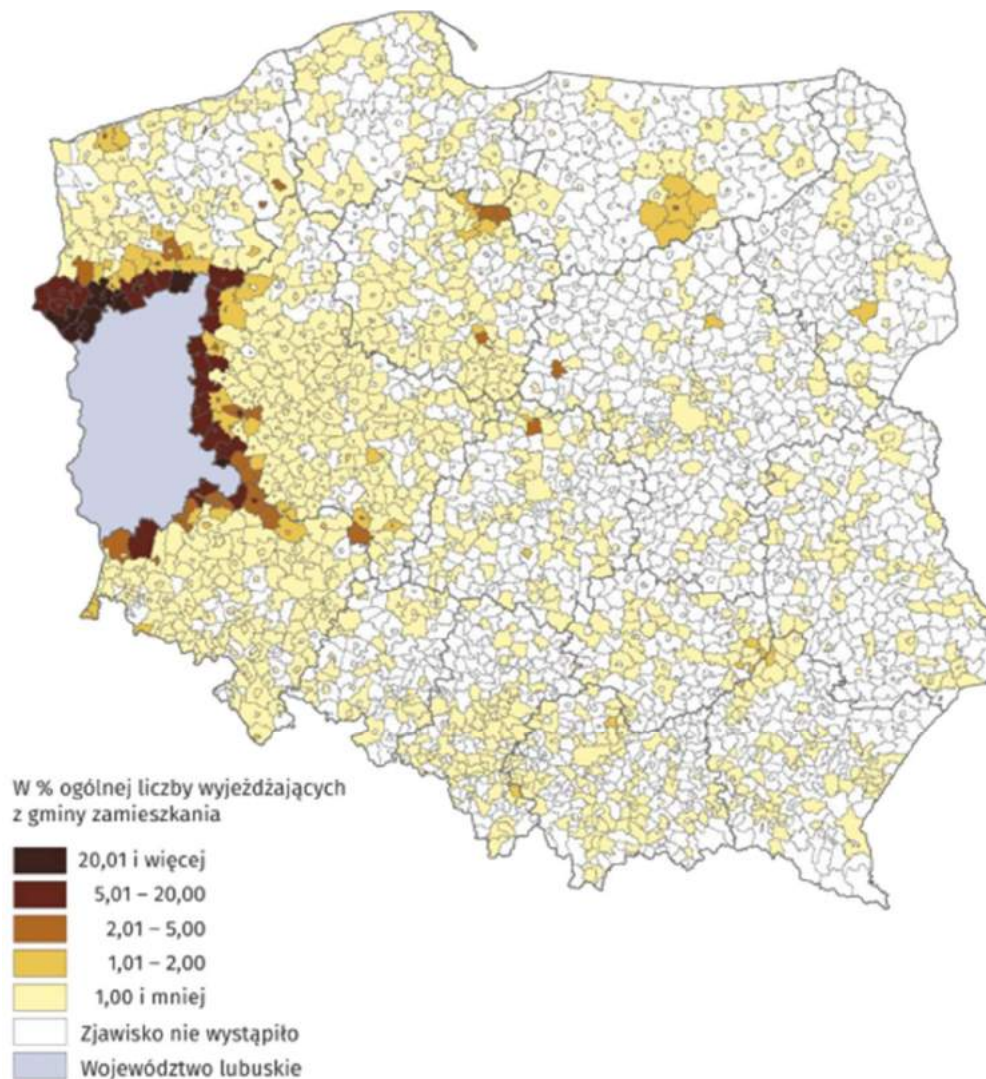 W % ogólnej liczby wyjeżdżających
z gminy zamieszkania
20,01 i więcej
5,01 – 20,00
2,01 – 5,00
1,01 – 2,00
1,00 i mniej
Zjawisko nie wystąpiło
Województwo lubuskie